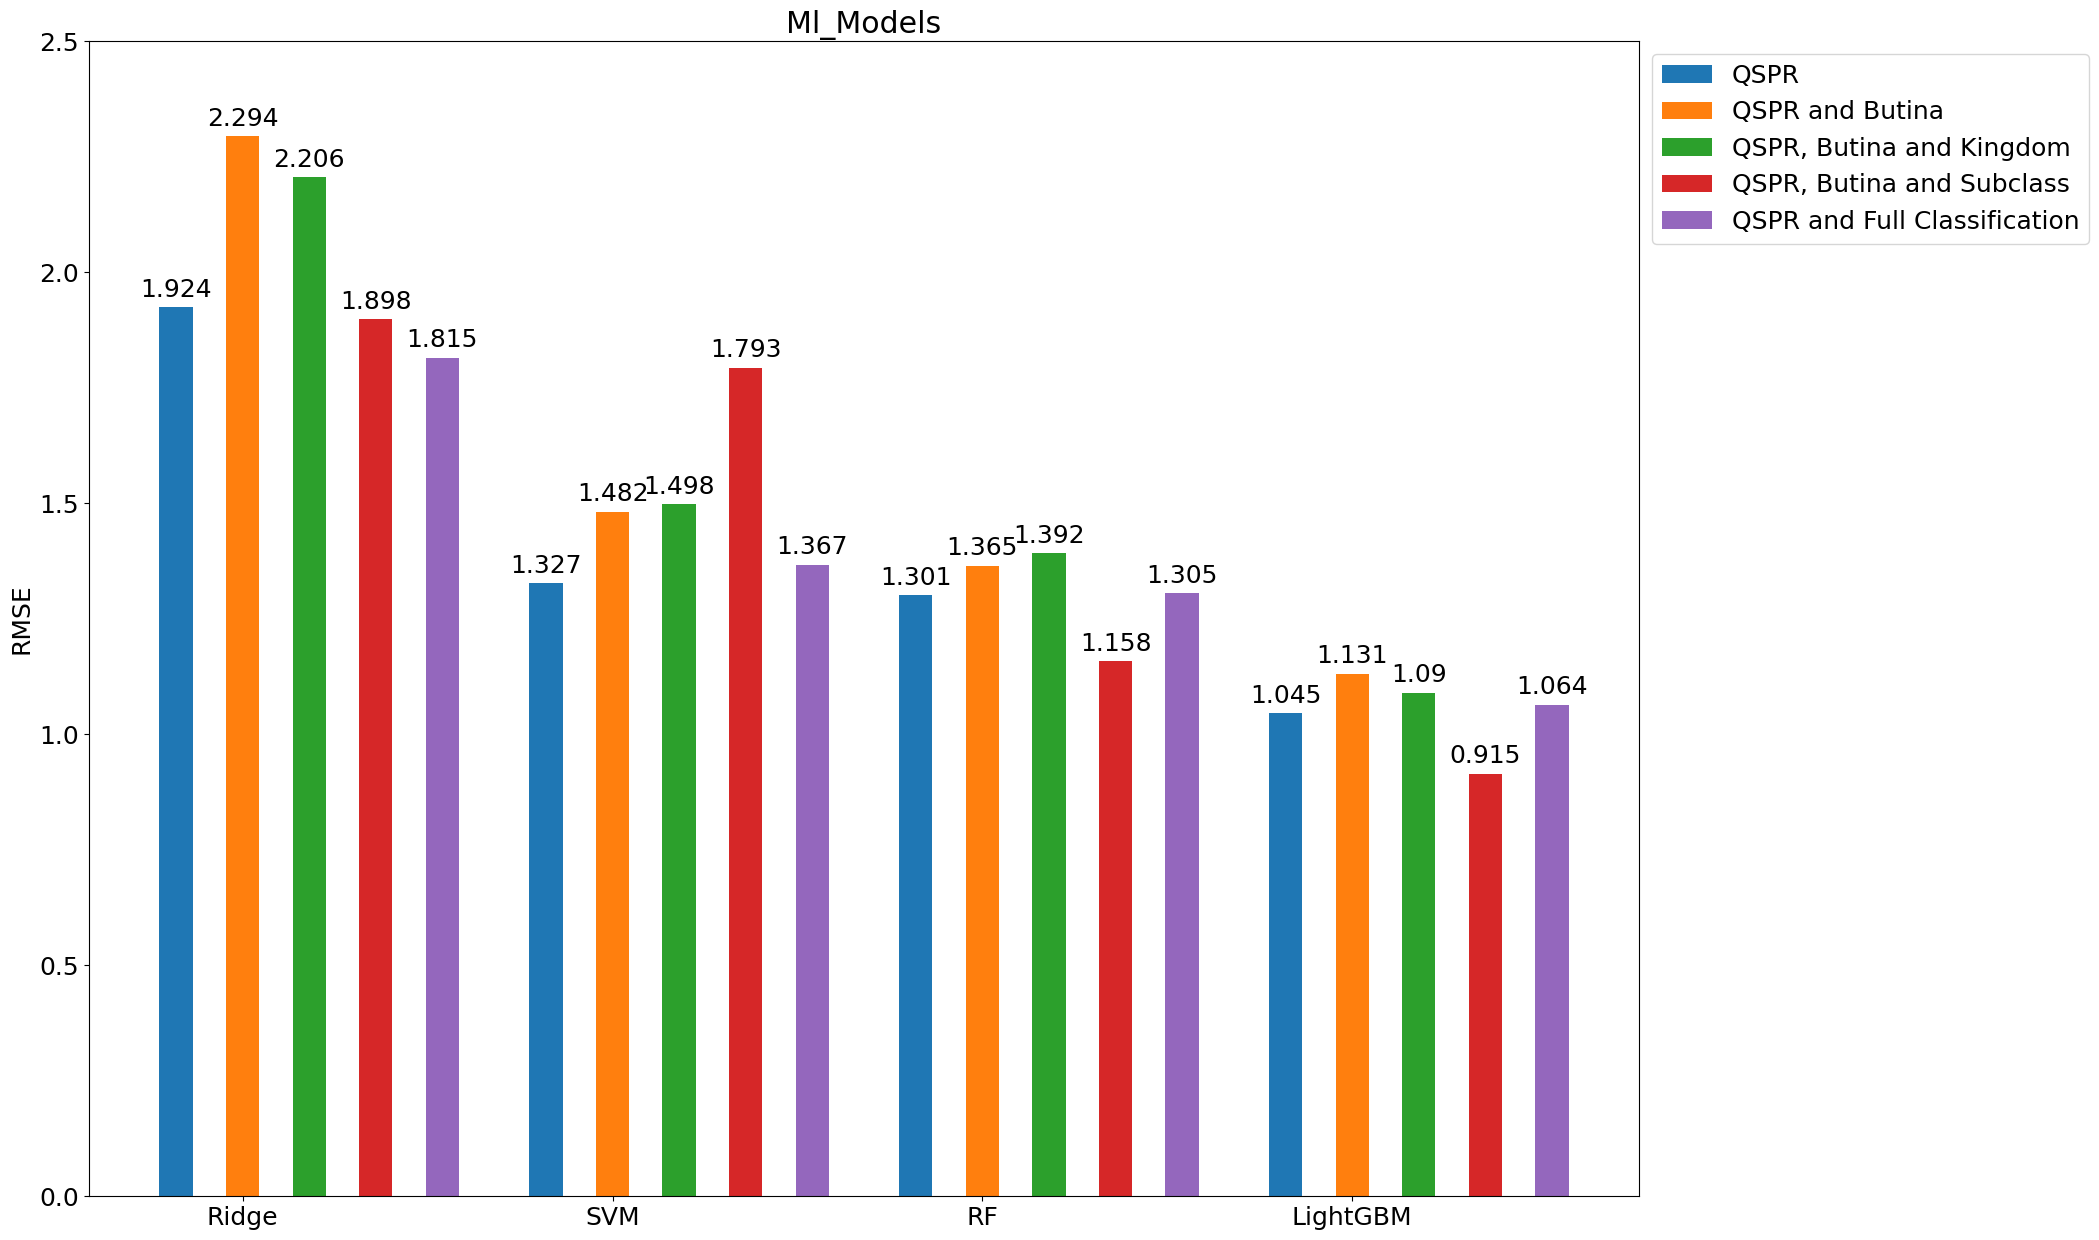 Ml_Models
2.5
2.0
1.5
1.0
0.5
0.0
RMSE
1.924
2.294
2.206
1.898
1.815
1.327
1.482
1.498
1.793
1.367
1.301
1.365
1.392
1.158
1.305
1.045
1.131
1.09
0.915
1.064
Ridge
SVM
RF
LightGBM
QSPR
QSPR and Butina
QSPR, Butina and Kingdom
QSPR, Butina and Subclass
QSPR and Full Classification